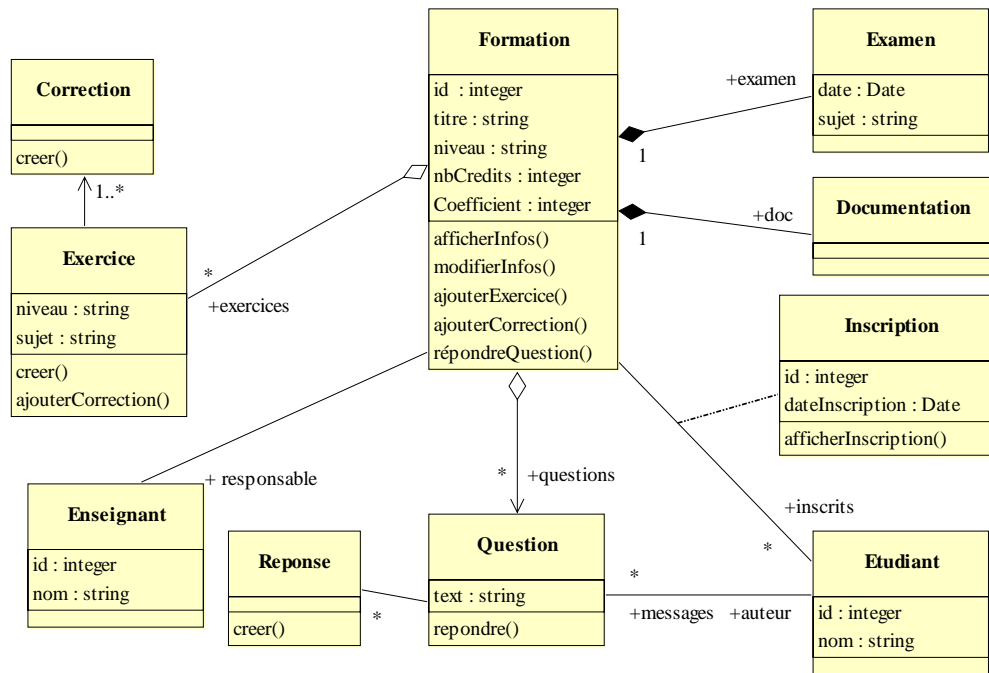 Formation
id : integer
titre : string
niveau : string
nbCredits : integer
Coefficient : integer
afficherInfos()
modifierInfos()
ajouterExercice()
ajouterCorrection()
répondreQuestion()
Examen
date : Date
sujet : string
+examen
1
Correction
creer()
1..*
Documentation
+doc
1
Exercice
niveau : string
sujet : string
creer()
ajouterCorrection()
*
+exercices
Inscription
id : integer
dateInscription : Date
afficherInscription()
+ responsable
* +questions
+inscrits
*
Enseignant
id : integer
nom : string
Reponse
creer()
*
Question
text : string
repondre()
*
+messages +auteur
Etudiant
id : integer
nom : string